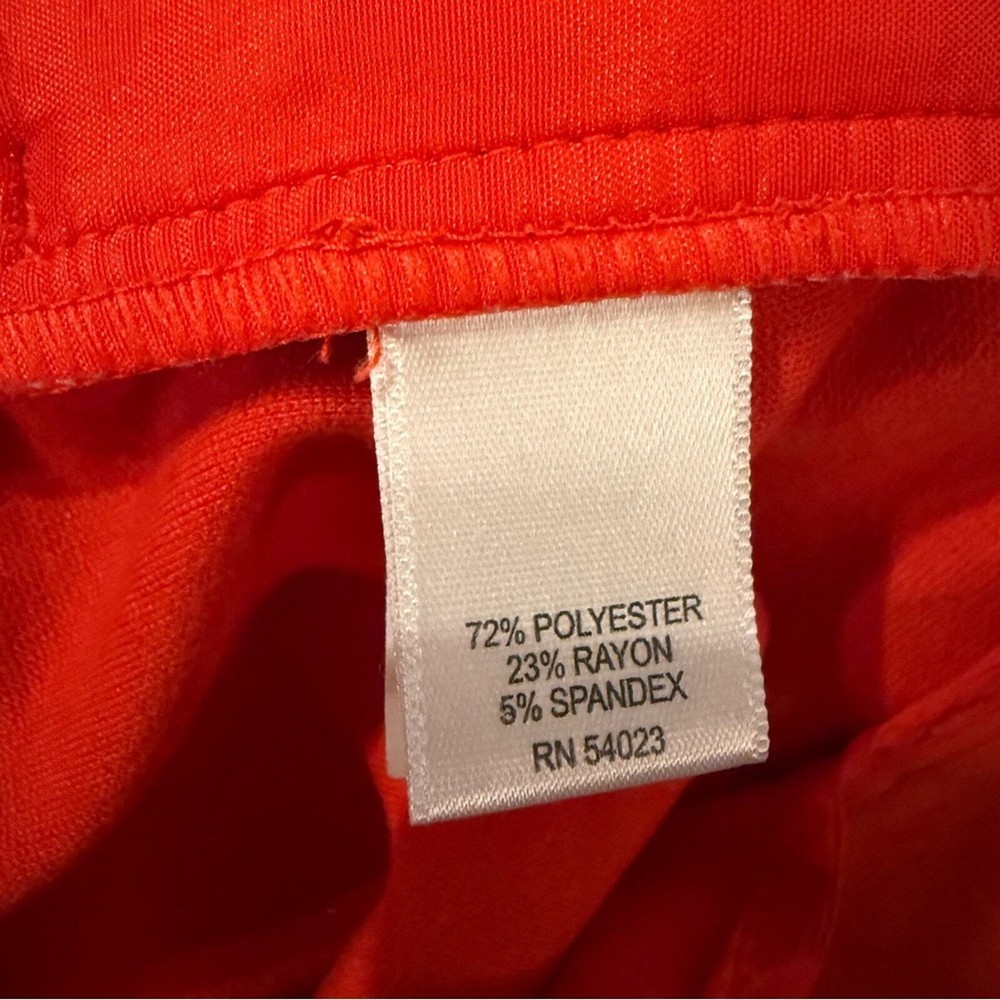 72% POLYESTER
23% RAYON
5% SPANDEX
RN 54023